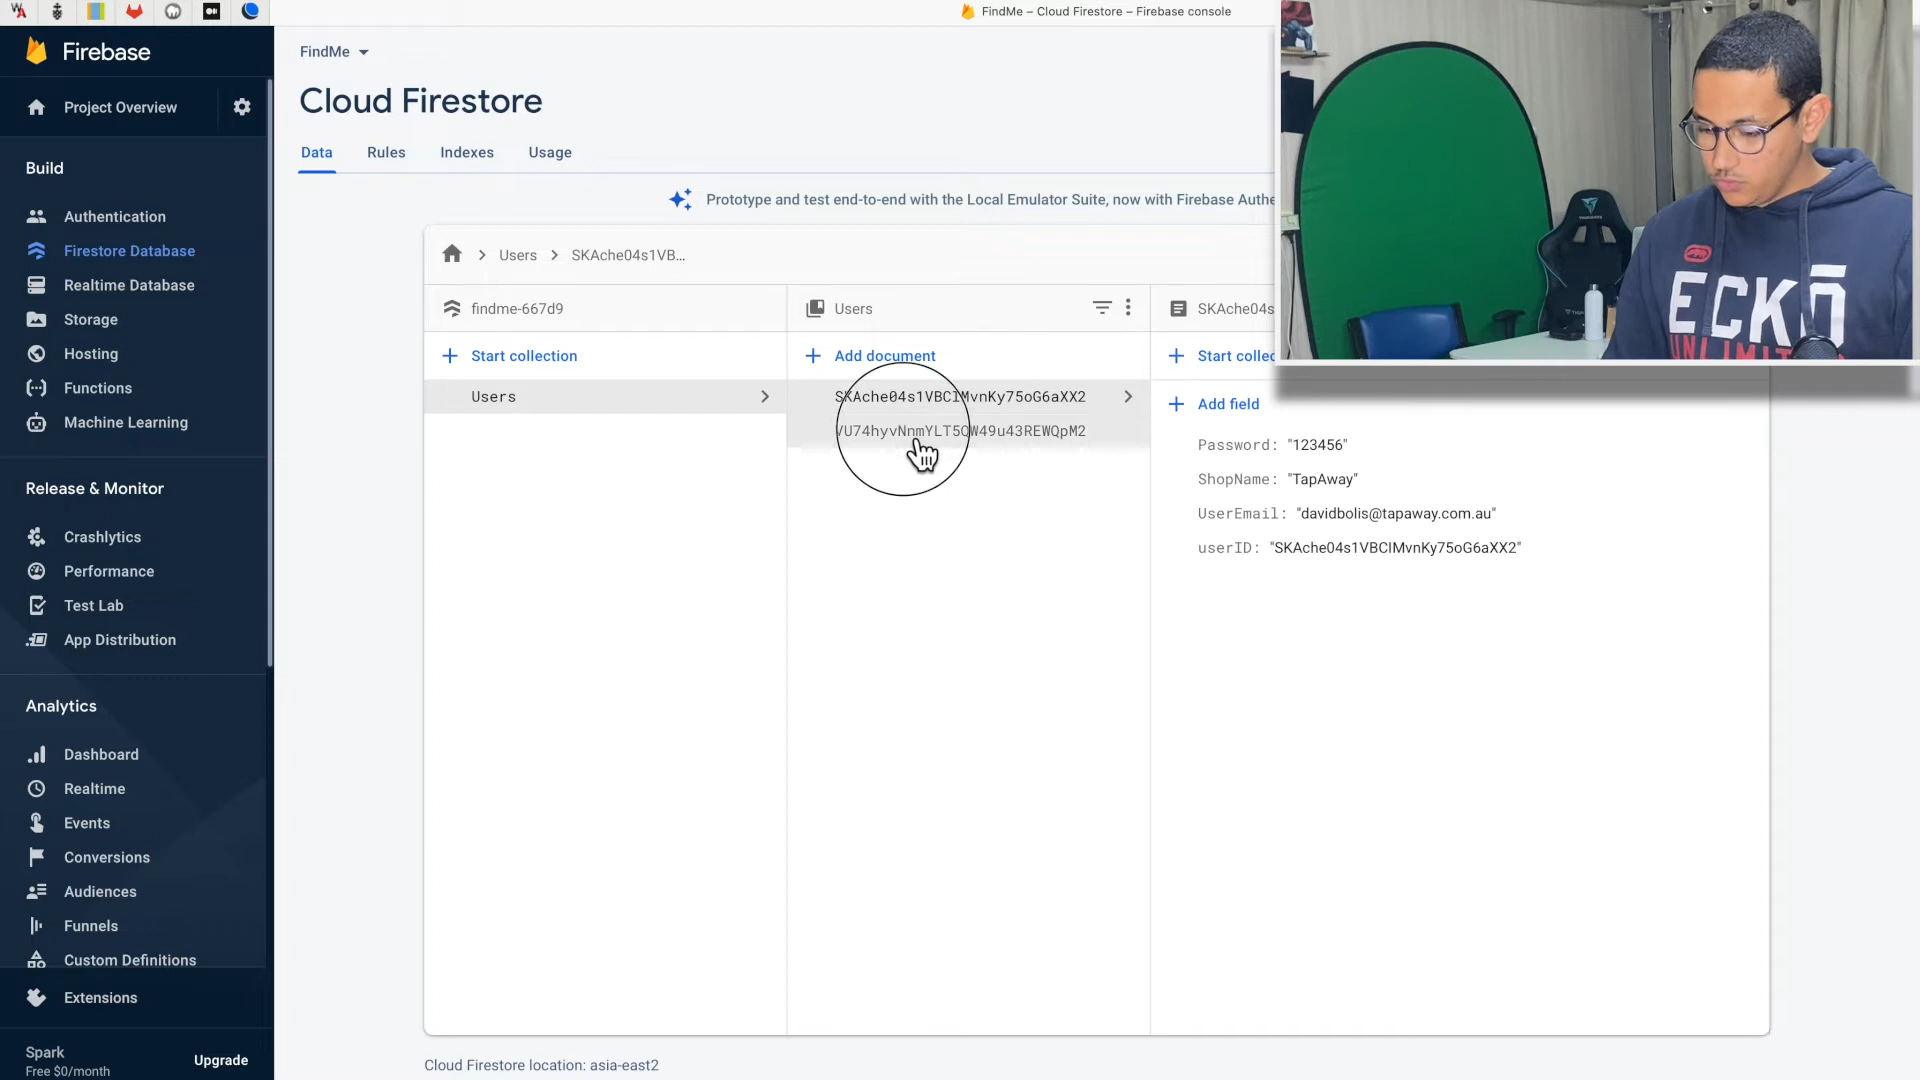 FindMe – Cloud Firestore – Firebase console
Firebase
Project Overview
Build
Authentication
Firestore Database
Realtime Database
Storage
Hosting
Functions
Machine Learning
Release & Monitor
Crashlytics
Performance
Test Lab
App Distribution
Analytics
Dashboard
Realtime
Events
Conversions
Audiences
Funnels
Custom Definitions
Extensions
Spark
Free $0/month
Upgrade
FindMe
Cloud Firestore
Data Rules Indexes Usage
Prototype and test end-to-end with the Local Emulator Suite, now with Firebase Authe
Users SKAche04s1VB...
findme-667d9
Start collection
Users
Users
Add document
SKAche04s1VBCIMvnKy75oG6aXX2
VU74hyvNnmYLT5QW49u43REWQpM2
SKAche04s
Start collec
Add field
Password: "123456"
ShopName: "TapAway"
UserEmail: "davidbolis@tapaway.com.au"
userID: "SKAche04s1VBCIMvnKy75oG6aXX2"
Cloud Firestore location: asia-east2
ECKŌ
UNLIMITED